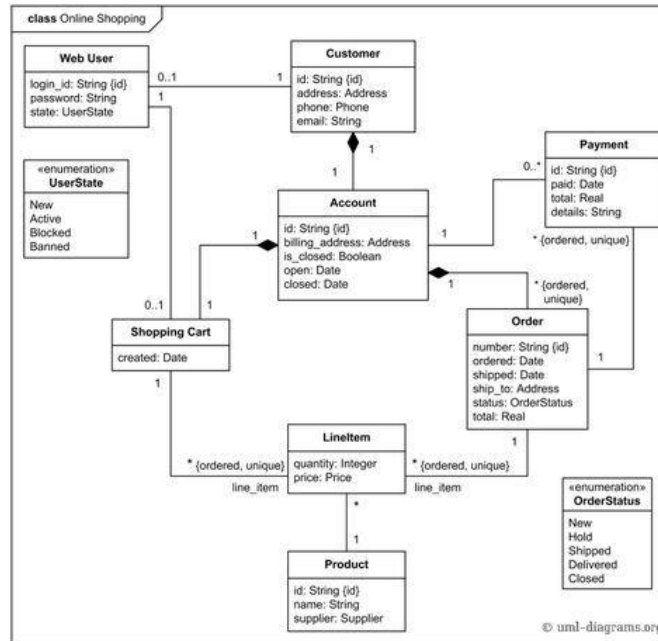 class Online Shopping
Web User
login_id: String {id}
password: String
state: UserState
0..1
1
1
Customer
id: String {id}
address: Address
phone: Phone
email: String
1
1
«enumeration»
UserState
New
Active
Blocked
Banned
Account
id: String {id}
billing_address: Address
is_closed: Boolean
open: Date
closed: Date
1
1
1
Payment
id: String {id}
paid: Date
total: Real
details: String
0..*
* {ordered, unique}
* {ordered,
unique}
0..1
1
Shopping Cart
created: Date
1
Order
number: String {id}
ordered: Date
shipped: Date
ship_to: Address
status: OrderStatus
total: Real
1
1
LineItem
quantity: Integer
price: Price
* {ordered, unique}
line_item
* {ordered, unique}
line_item
*
1
Product
id: String {id}
name: String
supplier: Supplier
«enumeration»
OrderStatus
New
Hold
Shipped
Delivered
Closed
© uml-diagrams.org